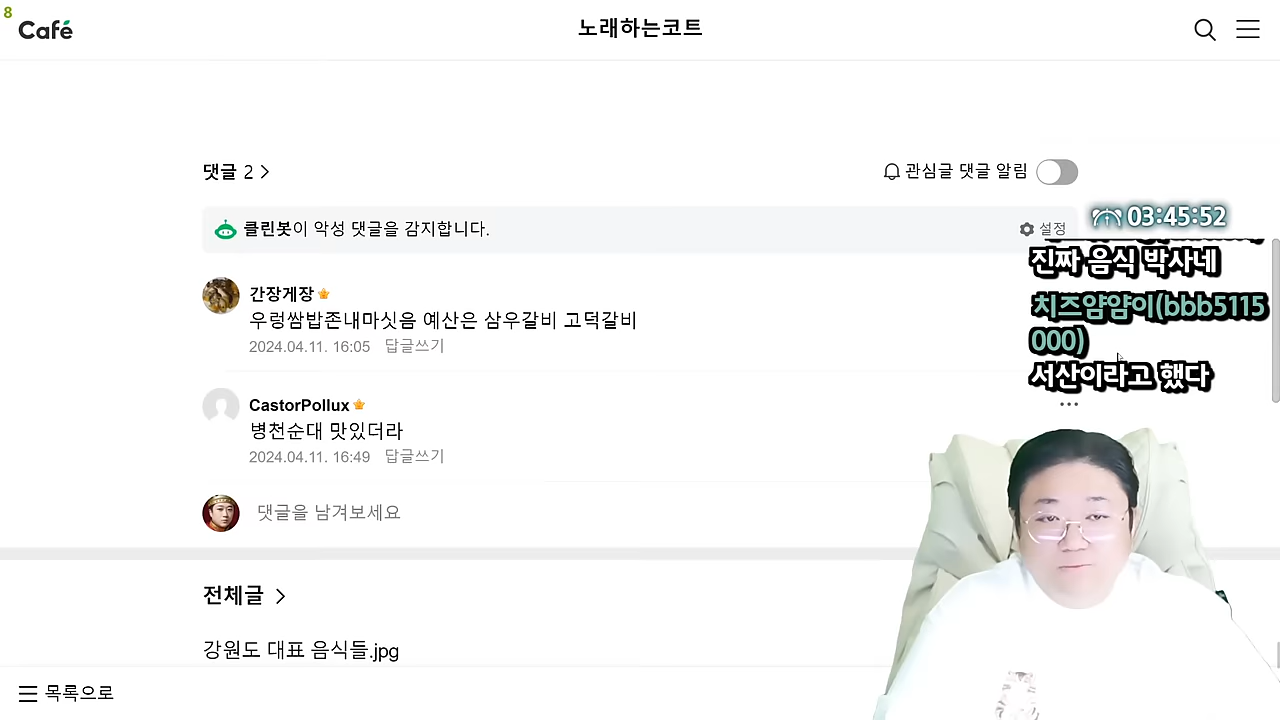 8
Café
노래하는코트
댓글 2
관심글 댓글 알림
클린봇이 악성 댓글을 감지합니다.
설정
03:45:52
진짜 음식 박사네
치즈얌얌이(bbb5115
000)
서산이라고 했다
간장게장
우렁쌈밥존내마싯음 예산은 삼우갈비 고덕갈비
2024.04.11. 16:05 답글쓰기
CastorPollux
병천순대 맛있더라
2024.04.11. 16:49 답글쓰기
댓글을 남겨보세요
전체글
강원도 대표 음식들.jpg
목록으로